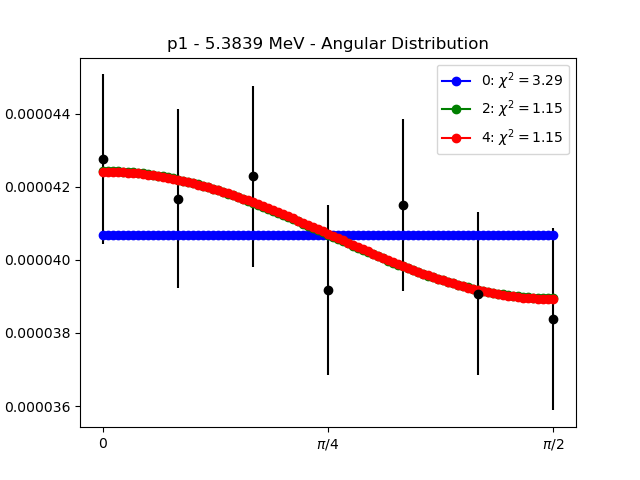 p1 - 5.3839 MeV - Angular Distribution
0: χ² = 3.29
2: χ² = 1.15
4: χ² = 1.15
0.000044
0.000042
0.000040
0.000038
0.000036
0
π/4
π/2